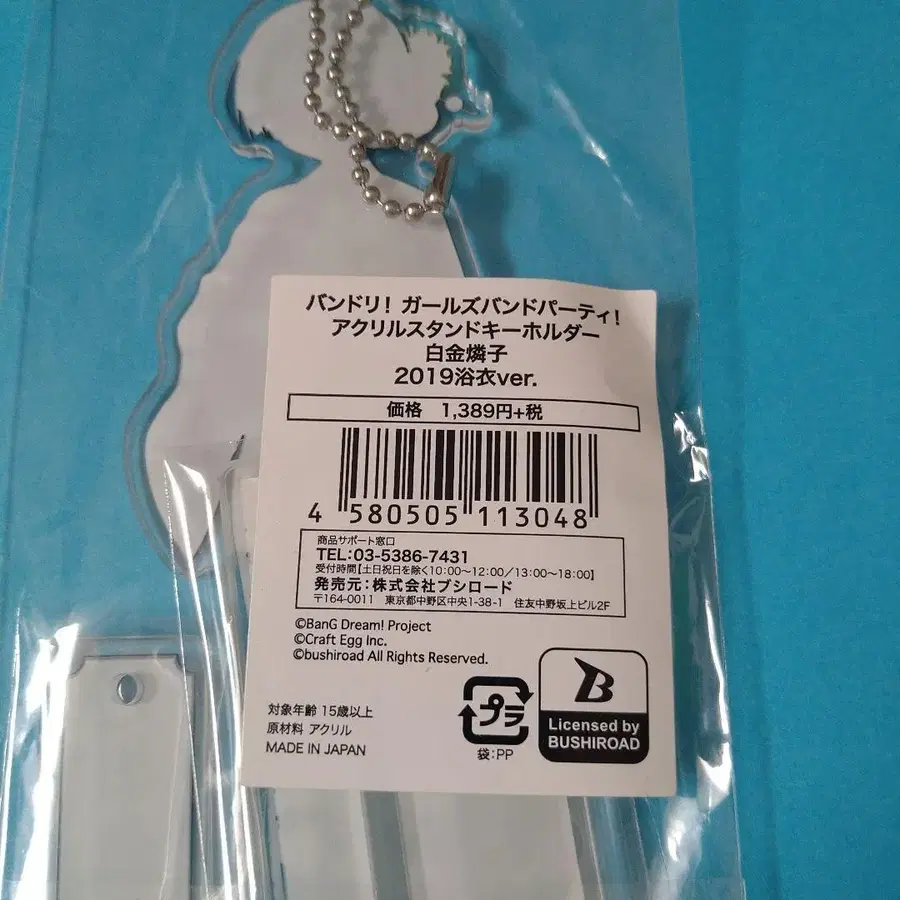 バンドリ! ガールズバンドパーティ!
アクリルスタンドキーホルダー
白金燐子
2019浴衣ver.
価格 1,389円+税
4 580505 113048
商品サポート窓口
TEL:03-5386-7431
受付時間【土日祝日を除く10:00~12:00/13:00~18:00】
発売元:株式会社ブシロード
〒164-0011 東京都中野区中央1-38-1 住友中野坂上ビル2F
©BanG Dream! Project
©Craft Egg Inc.
©bushiroad All Rights Reserved.
対象年齢 15歳以上
原材料 アクリル
MADE IN JAPAN
プラ
袋:PP
B
Licensed by
BUSHIROAD